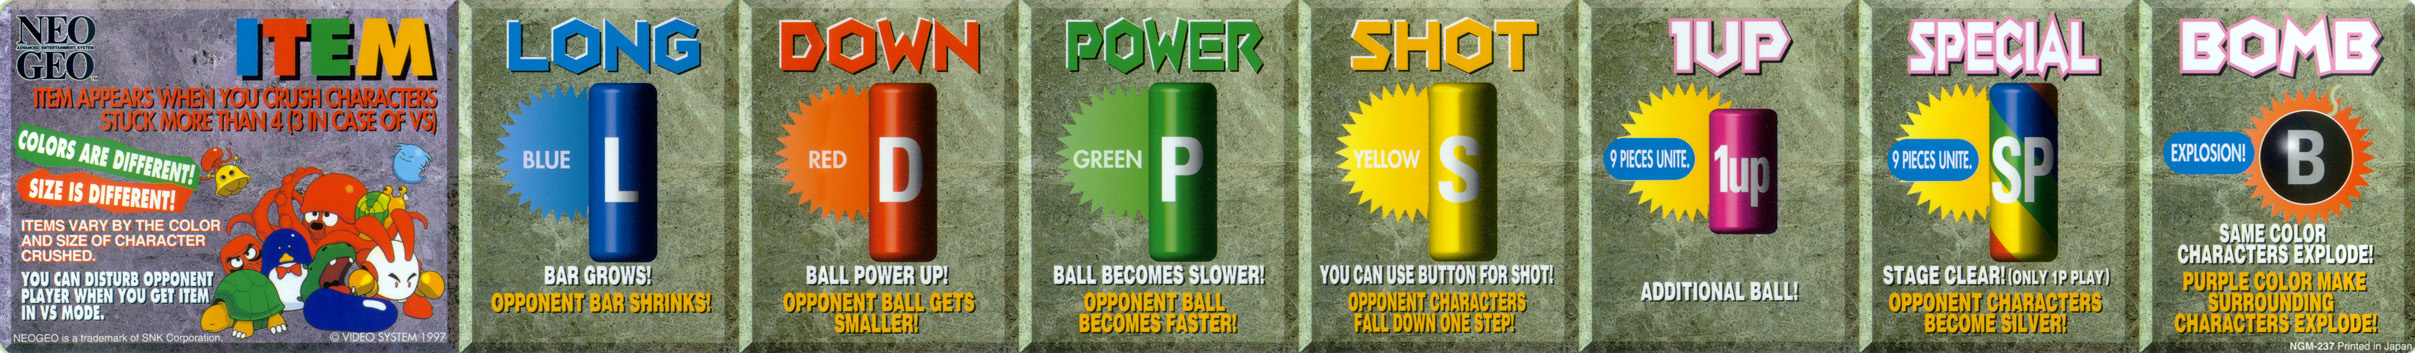 NEO
ADVANCED ENTERTAINMENT SYSTEM
GEO
ITEM
ITEM APPEARS WHEN YOU CRUSH CHARACTERS
STUCK MORE THAN 4 (3 IN CASE OF VS)
COLORS ARE DIFFERENT!
SIZE IS DIFFERENT!
ITEMS VARY BY THE COLOR
AND SIZE OF CHARACTER
CRUSHED.
YOU CAN DISTURB OPPONENT
PLAYER WHEN YOU GET ITEM
IN VS MODE.
NEOGEO is a trademark of SNK Corporation.
© VIDEO SYSTEM 1997
LONG
BLUE
L
BAR GROWS!
OPPONENT BAR SHRINKS!
DOWN
RED
D
BALL POWER UP!
OPPONENT BALL GETS
SMALLER!
POWER
GREEN
P
BALL BECOMES SLOWER!
OPPONENT BALL
BECOMES FASTER!
SHOT
YELLOW
S
YOU CAN USE BUTTON FOR SHOT!
OPPONENT CHARACTERS
FALL DOWN ONE STEP!
1UP
9 PIECES UNITE.
1up
ADDITIONAL BALL!
SPECIAL
9 PIECES UNITE.
SP
STAGE CLEAR! (ONLY 1P PLAY)
OPPONENT CHARACTERS
BECOME SILVER!
BOMB
EXPLOSION!
B
SAME COLOR
CHARACTERS EXPLODE!
PURPLE COLOR MAKE
SURROUNDING
CHARACTERS EXPLODE!
NGM-237 Printed in Japan